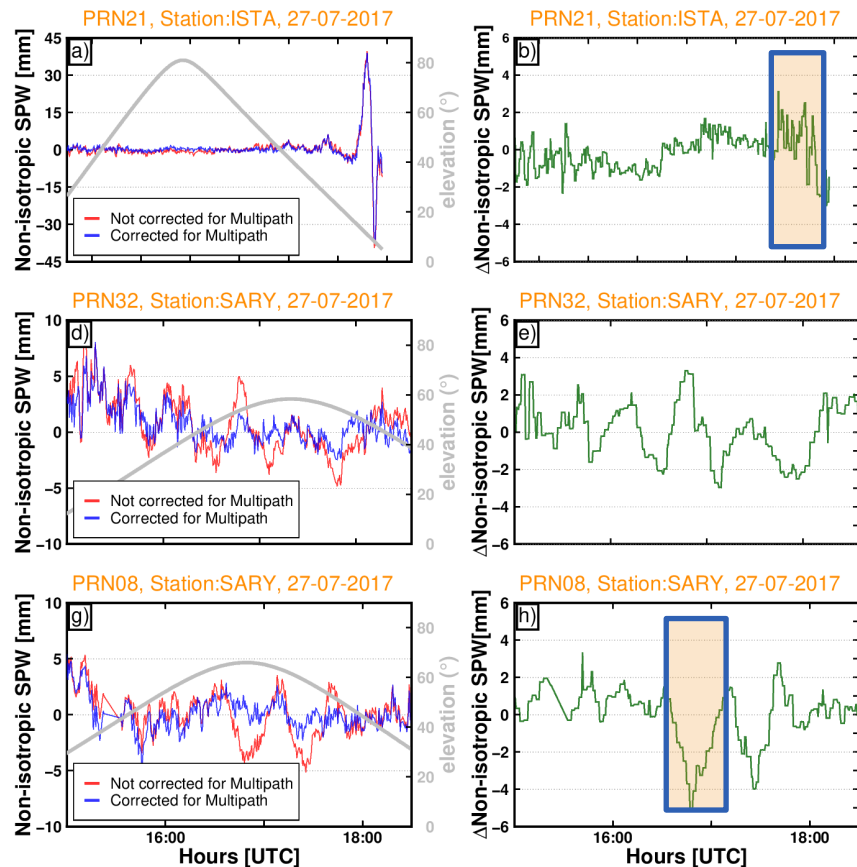 PRN21, Station:ISTA, 27-07-2017
a)
Non-isotropic SPW [mm]
45
30
15
0
-15
-30
-45
80
60
40
20
0
elevation (°)
Not corrected for Multipath
Corrected for Multipath
PRN21, Station:ISTA, 27-07-2017
b)
ΔNon-isotropic SPW[mm]
6
4
2
0
-2
-4
-6
PRN32, Station:SARY, 27-07-2017
d)
Non-isotropic SPW [mm]
10
5
0
-5
-10
80
60
40
20
0
elevation (°)
Not corrected for Multipath
Corrected for Multipath
PRN32, Station:SARY, 27-07-2017
e)
ΔNon-isotropic SPW[mm]
6
4
2
0
-2
-4
-6
PRN08, Station:SARY, 27-07-2017
g)
Non-isotropic SPW [mm]
10
5
0
-5
-10
80
60
40
20
0
elevation (°)
Not corrected for Multipath
Corrected for Multipath
16:00 18:00
Hours [UTC]
PRN08, Station:SARY, 27-07-2017
h)
ΔNon-isotropic SPW[mm]
6
4
2
0
-2
-4
-6
16:00 18:00
Hours [UTC]